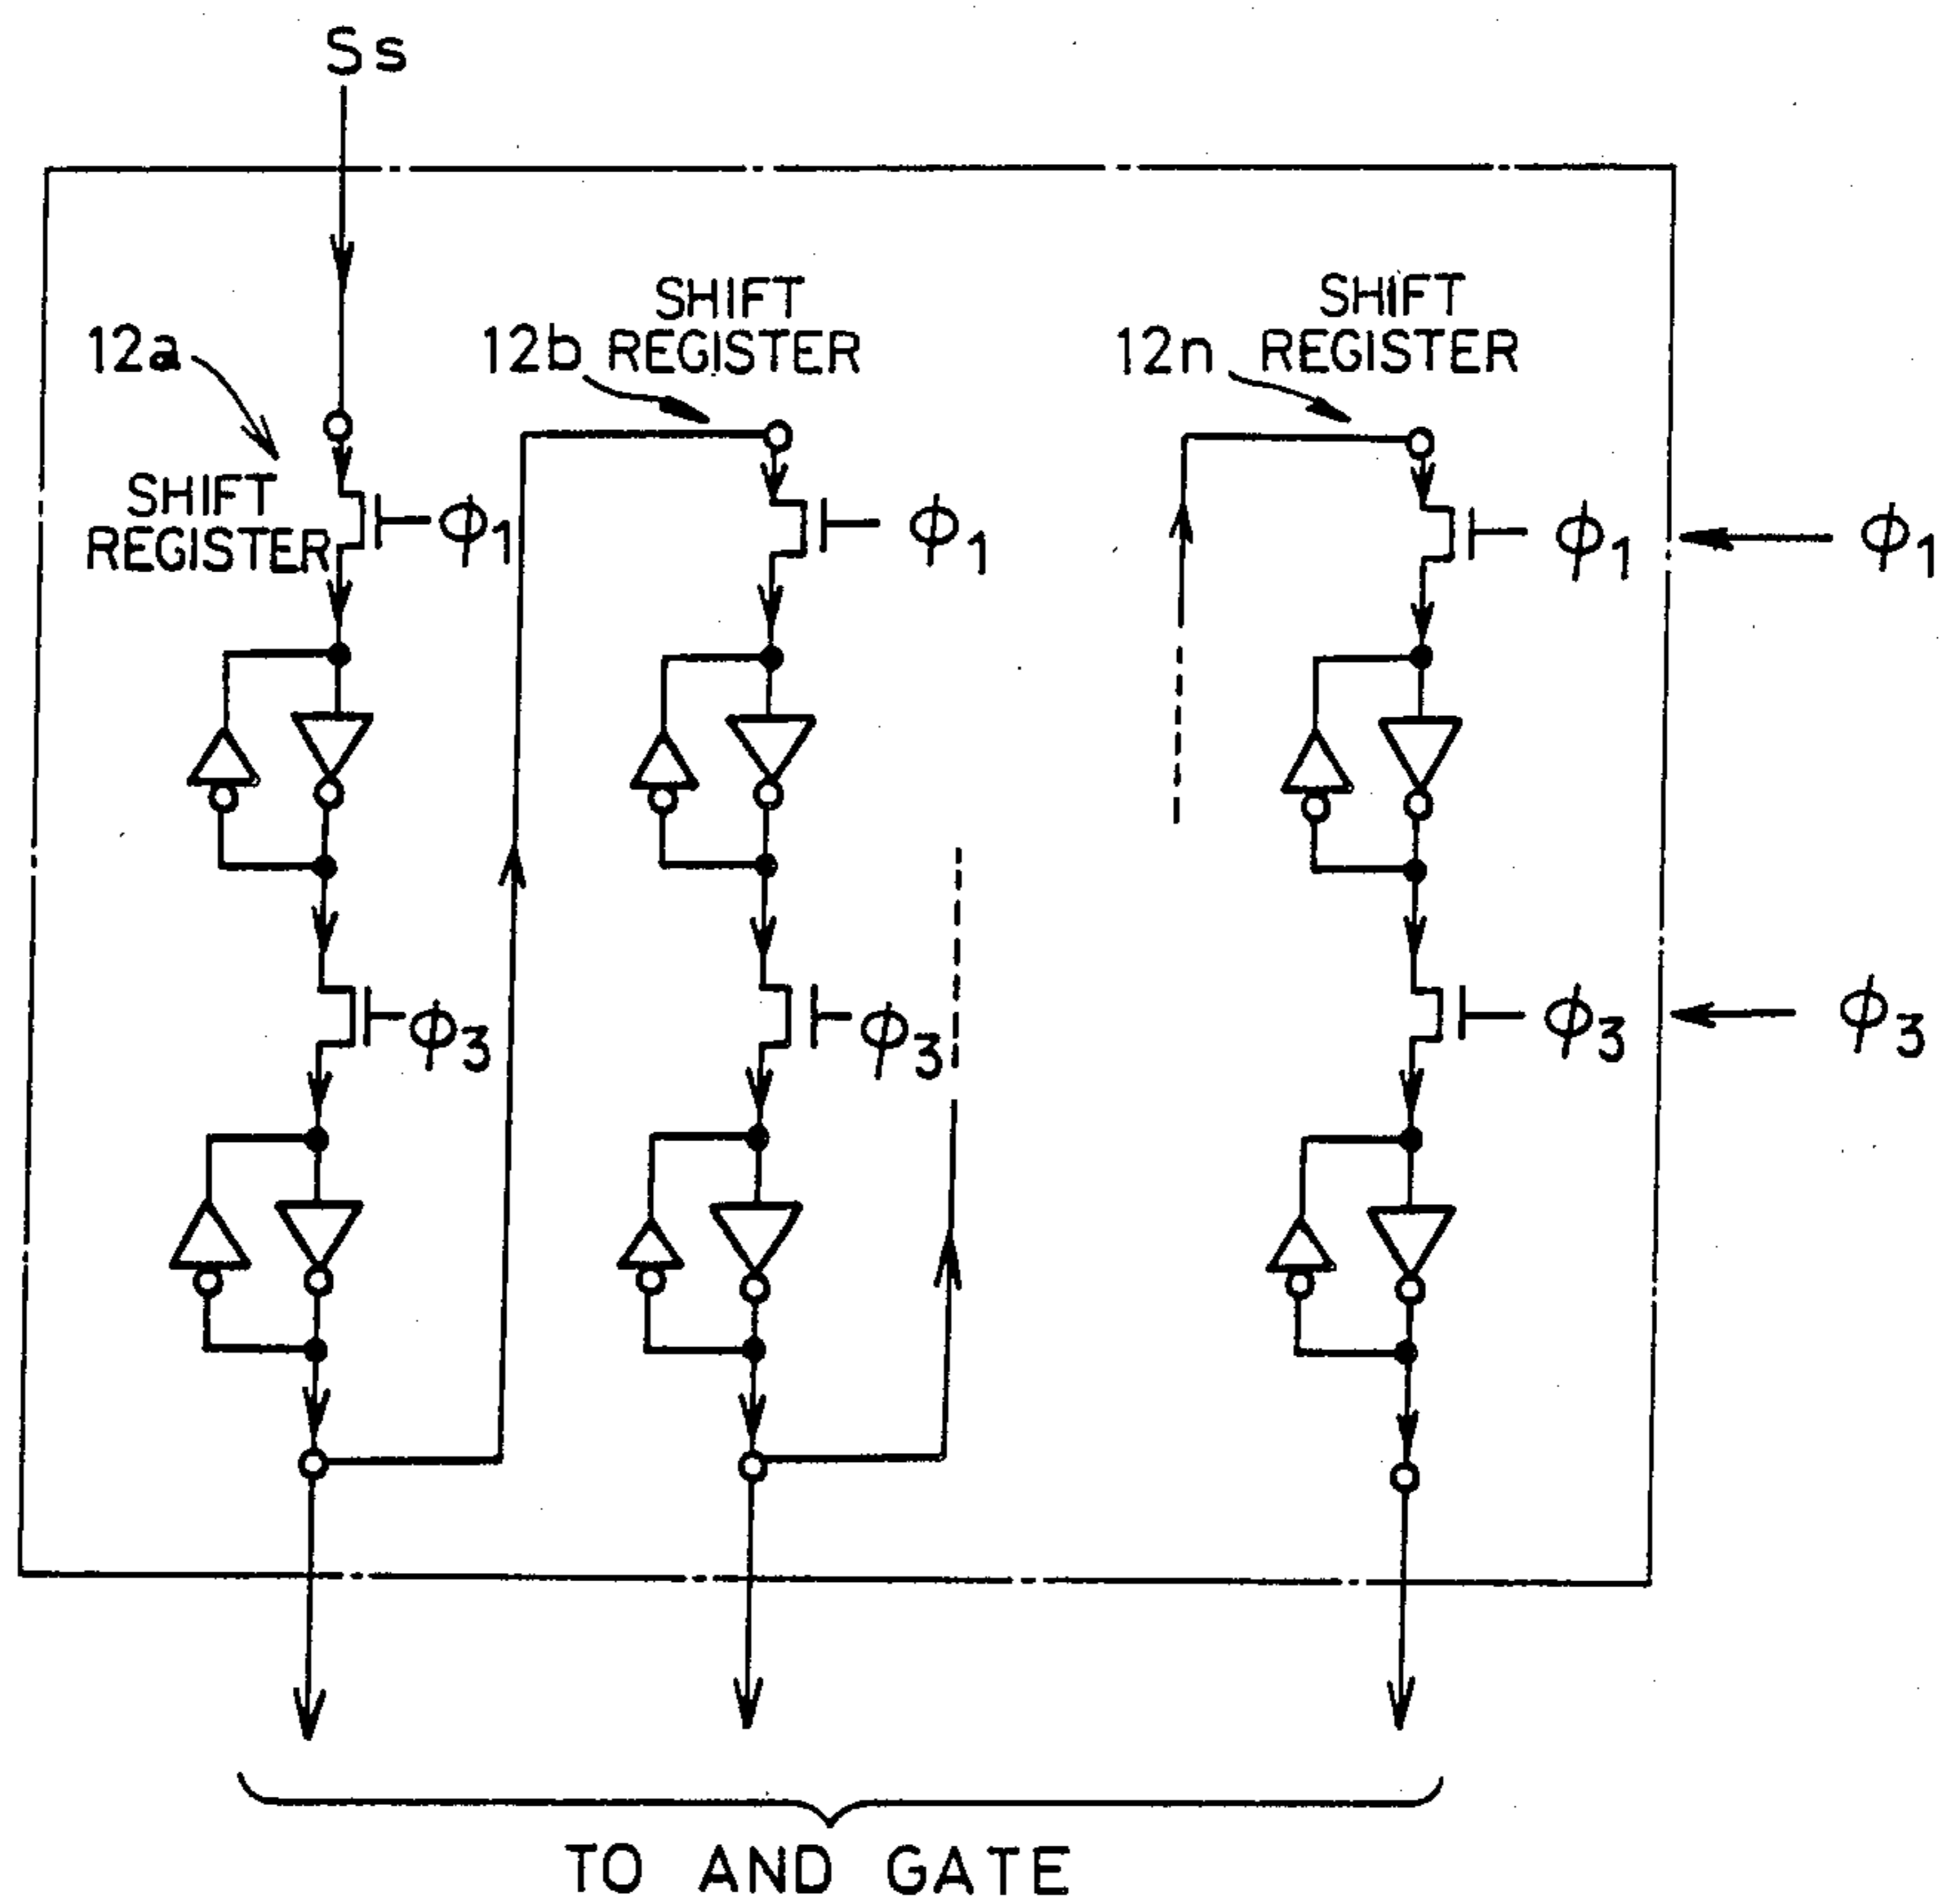 Ss
12a
SHIFT
REGISTER
12b
SHIFT
REGISTER
12n
SHIFT
REGISTER
ϕ1
ϕ1
ϕ1
ϕ1
ϕ3
ϕ3
ϕ3
ϕ3
TO AND GATE